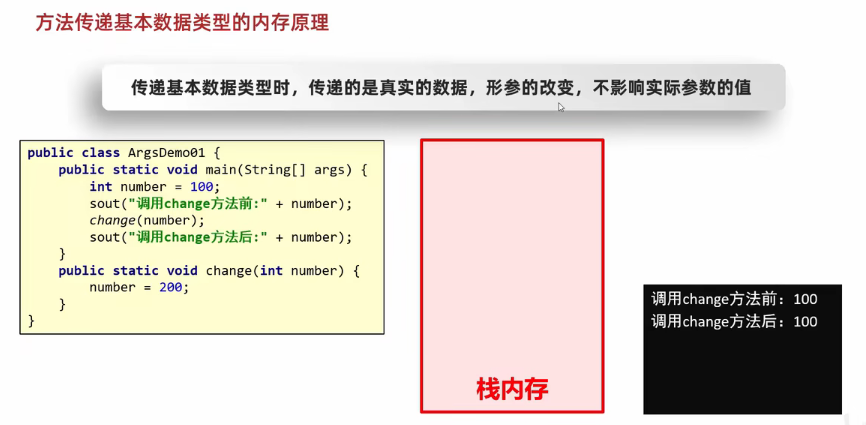 方法传递基本数据类型的内存原理
传递基本数据类型时，传递的是真实的数据，形参的改变，不影响实际参数的值
public class ArgsDemo01 {
    public static void main(String[] args) {
        int number = 100;
        sout("调用change方法前:" + number);
        change(number);
        sout("调用change方法后:" + number);
    }
    public static void change(int number) {
        number = 200;
    }
}
栈内存
调用change方法前：100
调用change方法后：100